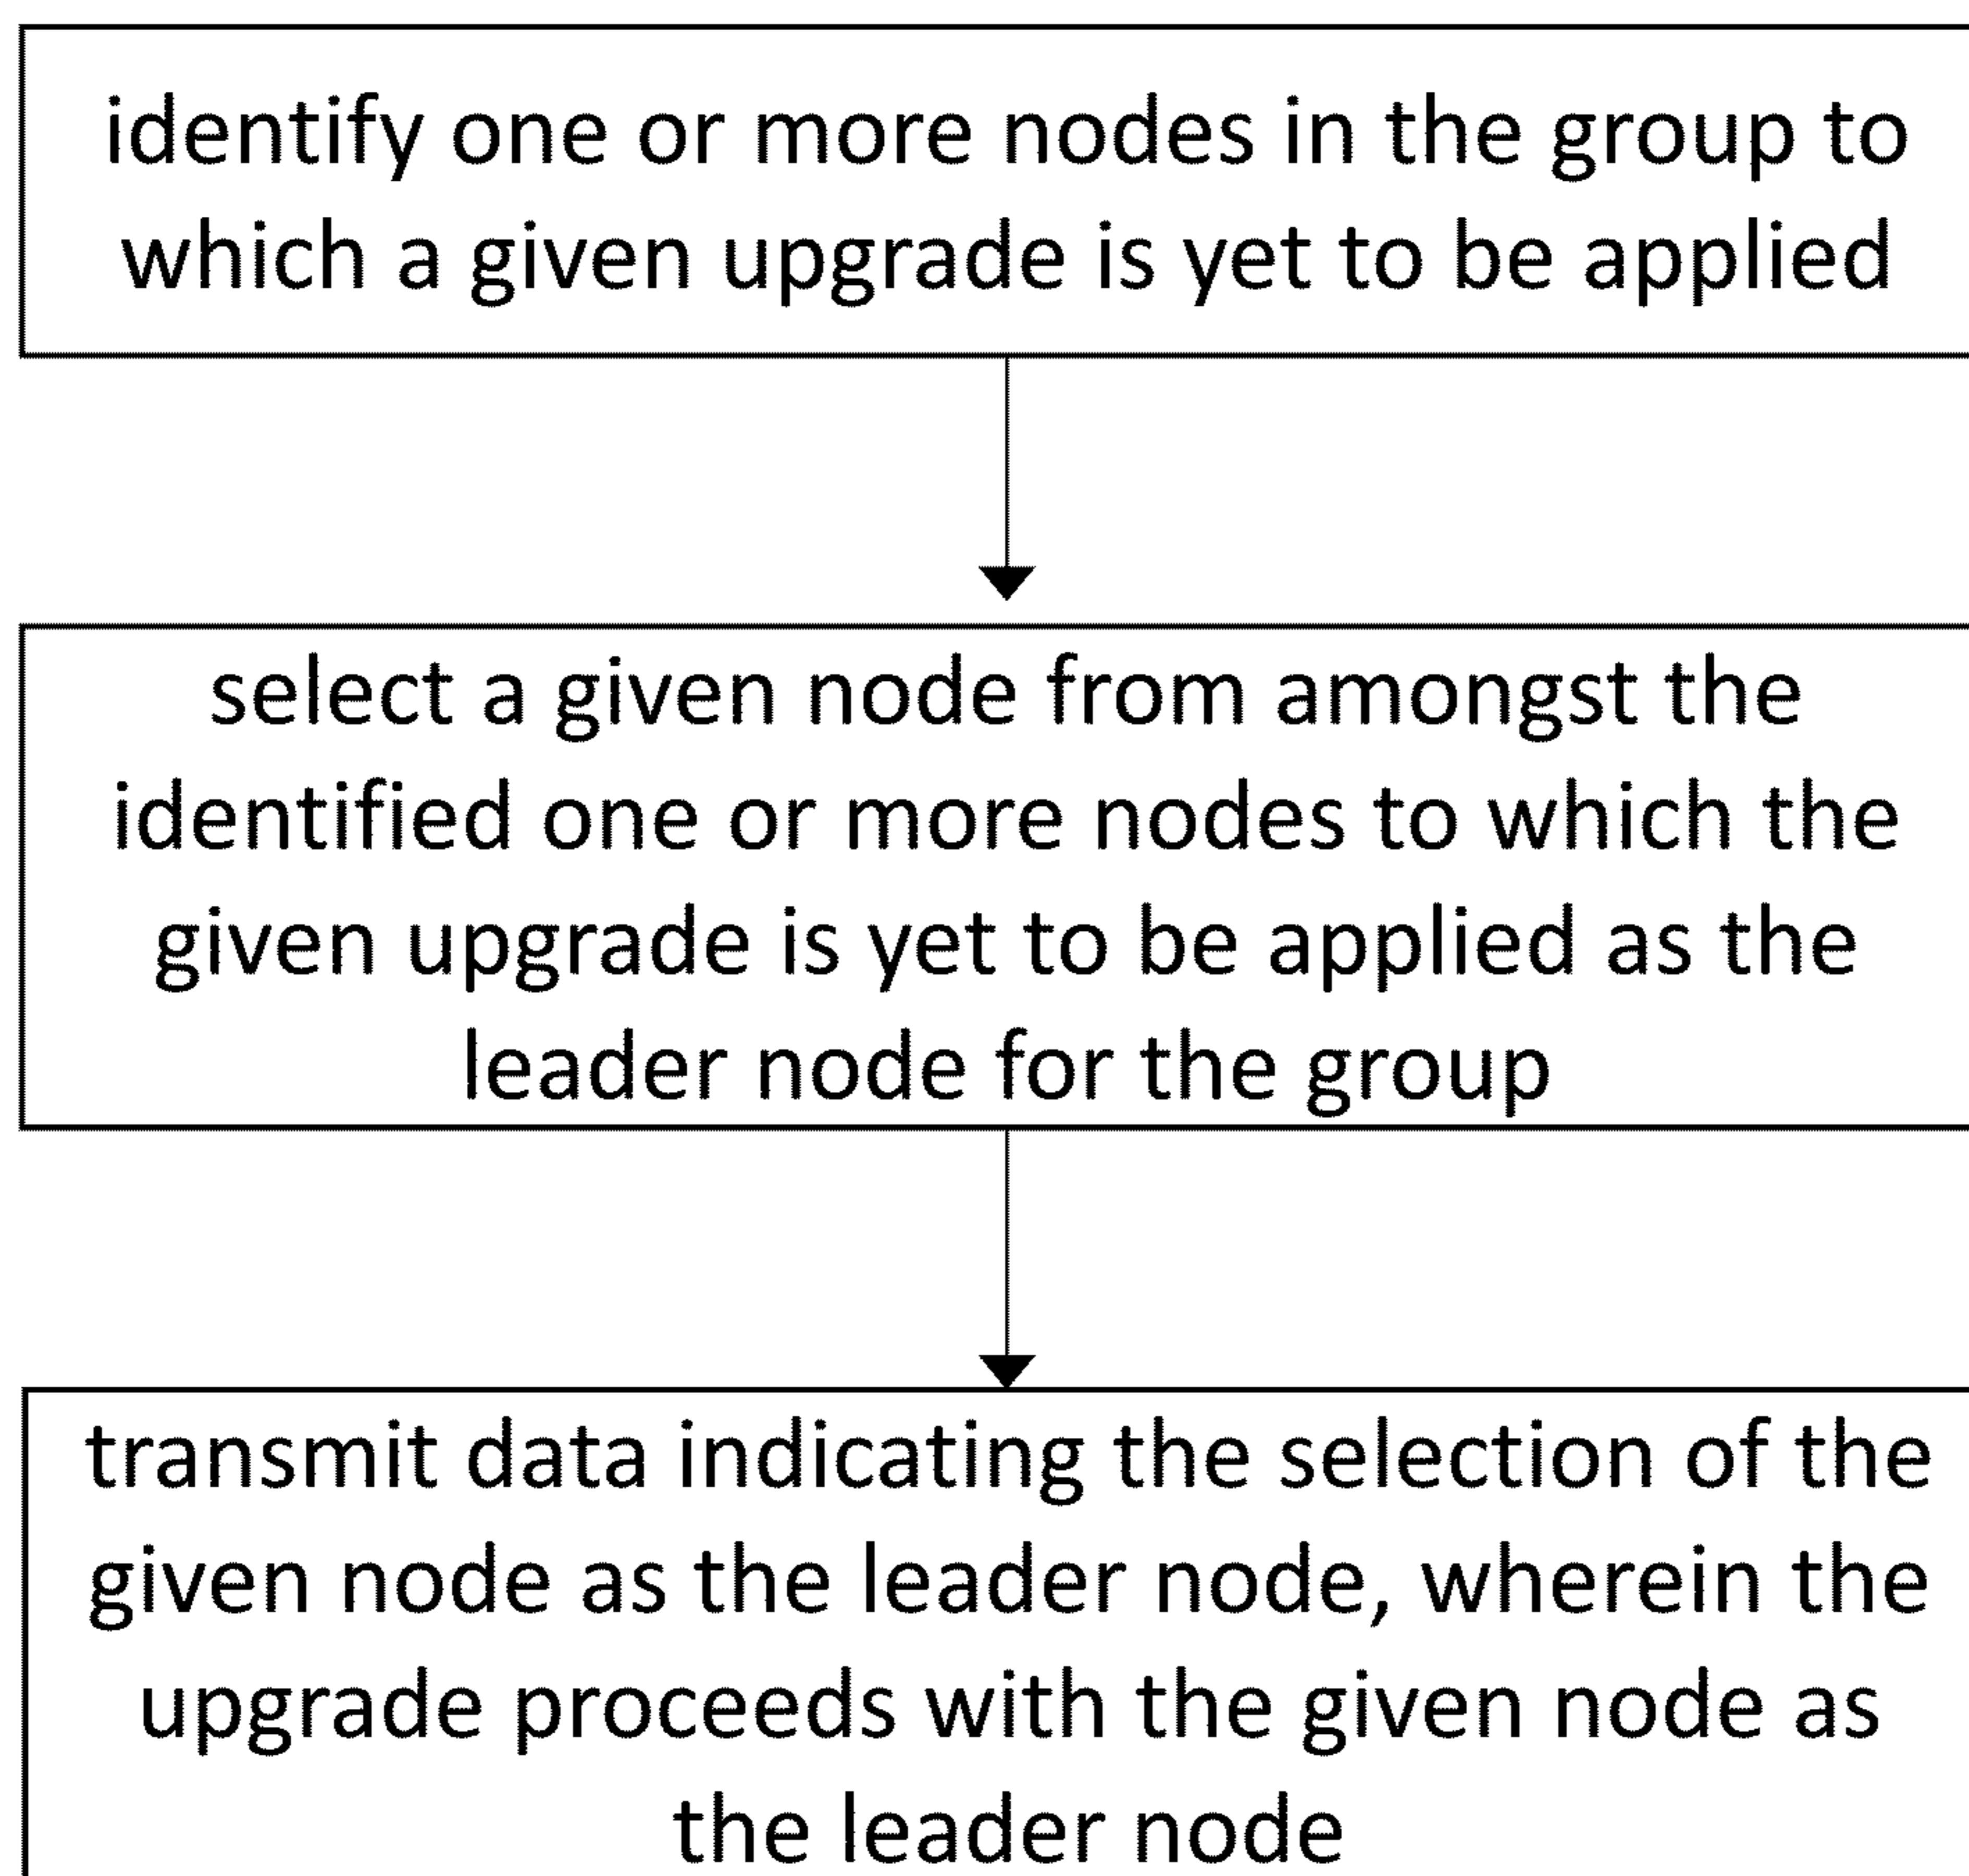 identify one or more nodes in the group to
which a given upgrade is yet to be applied
select a given node from amongst the
identified one or more nodes to which the
given upgrade is yet to be applied as the
leader node for the group
transmit data indicating the selection of the
given node as the leader node, wherein the
upgrade proceeds with the given node as
the leader node